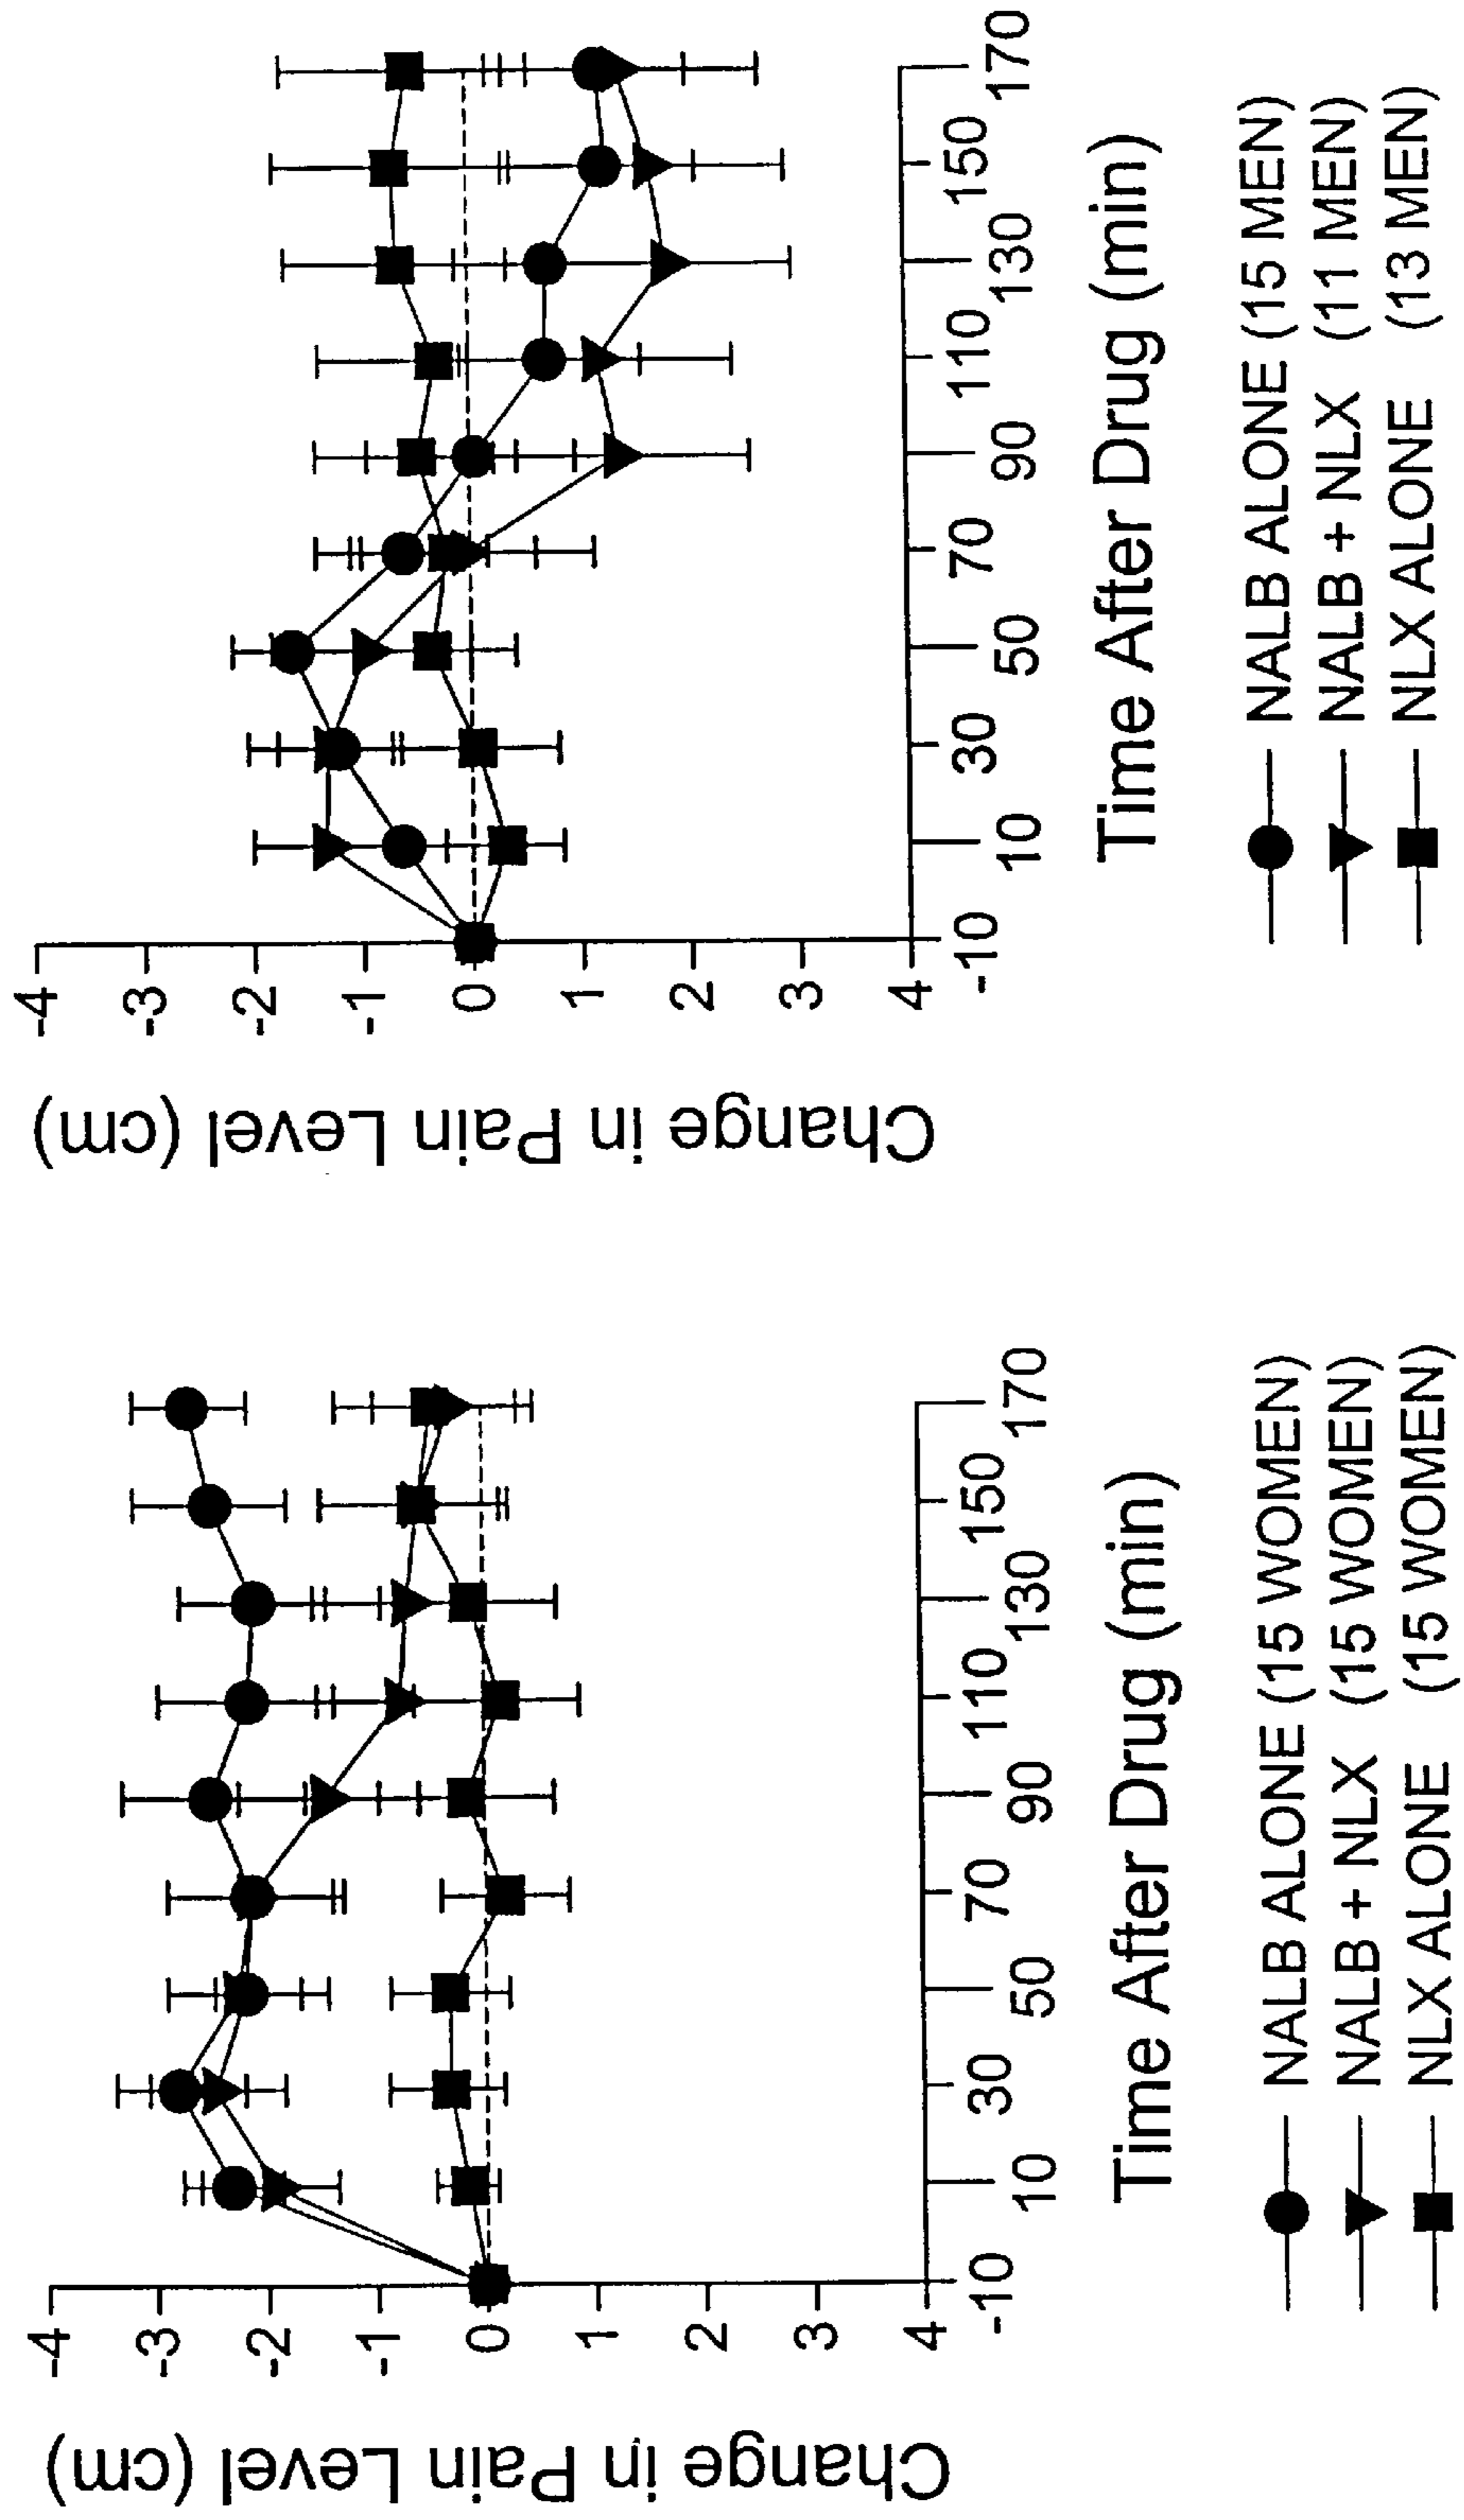 Change in Pain Level (cm)
-4
-3
-2
-1
0
1
2
3
4
-10 10 30 50 70 90 110 130 150 170
Time After Drug (min)
NALB ALONE (15 WOMEN)
NALB + NLX (15 WOMEN)
NLX ALONE (15 WOMEN)
Change in Pain Level (cm)
-4
-3
-2
-1
0
1
2
3
4
-10 10 30 50 70 90 110 130 150 170
Time After Drug (min)
NALB ALONE (15 MEN)
NALB + NLX (11 MEN)
NLX ALONE (13 MEN)